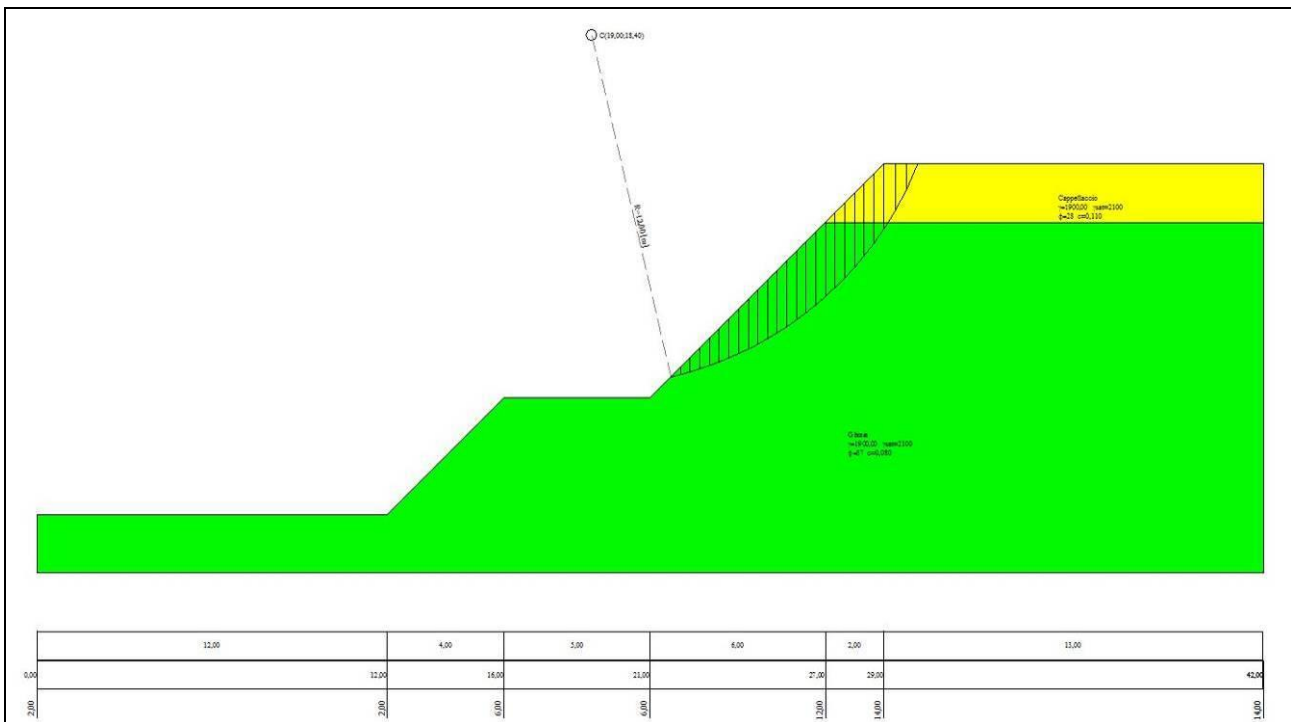 C(19,00;18,40)
R=12,00 [m]
Cappellaccio
γ=1900,00 γsat=2100
φ=28 c=0,110
γ=1900,00 γsat=2100
c=0,080
12,00 4,00 5,00 6,00 2,00 13,00
0,00 12,00 16,00 21,00 27,00 29,00 42,00
2,00 2,00 6,00 6,00 12,00 14,00 14,00